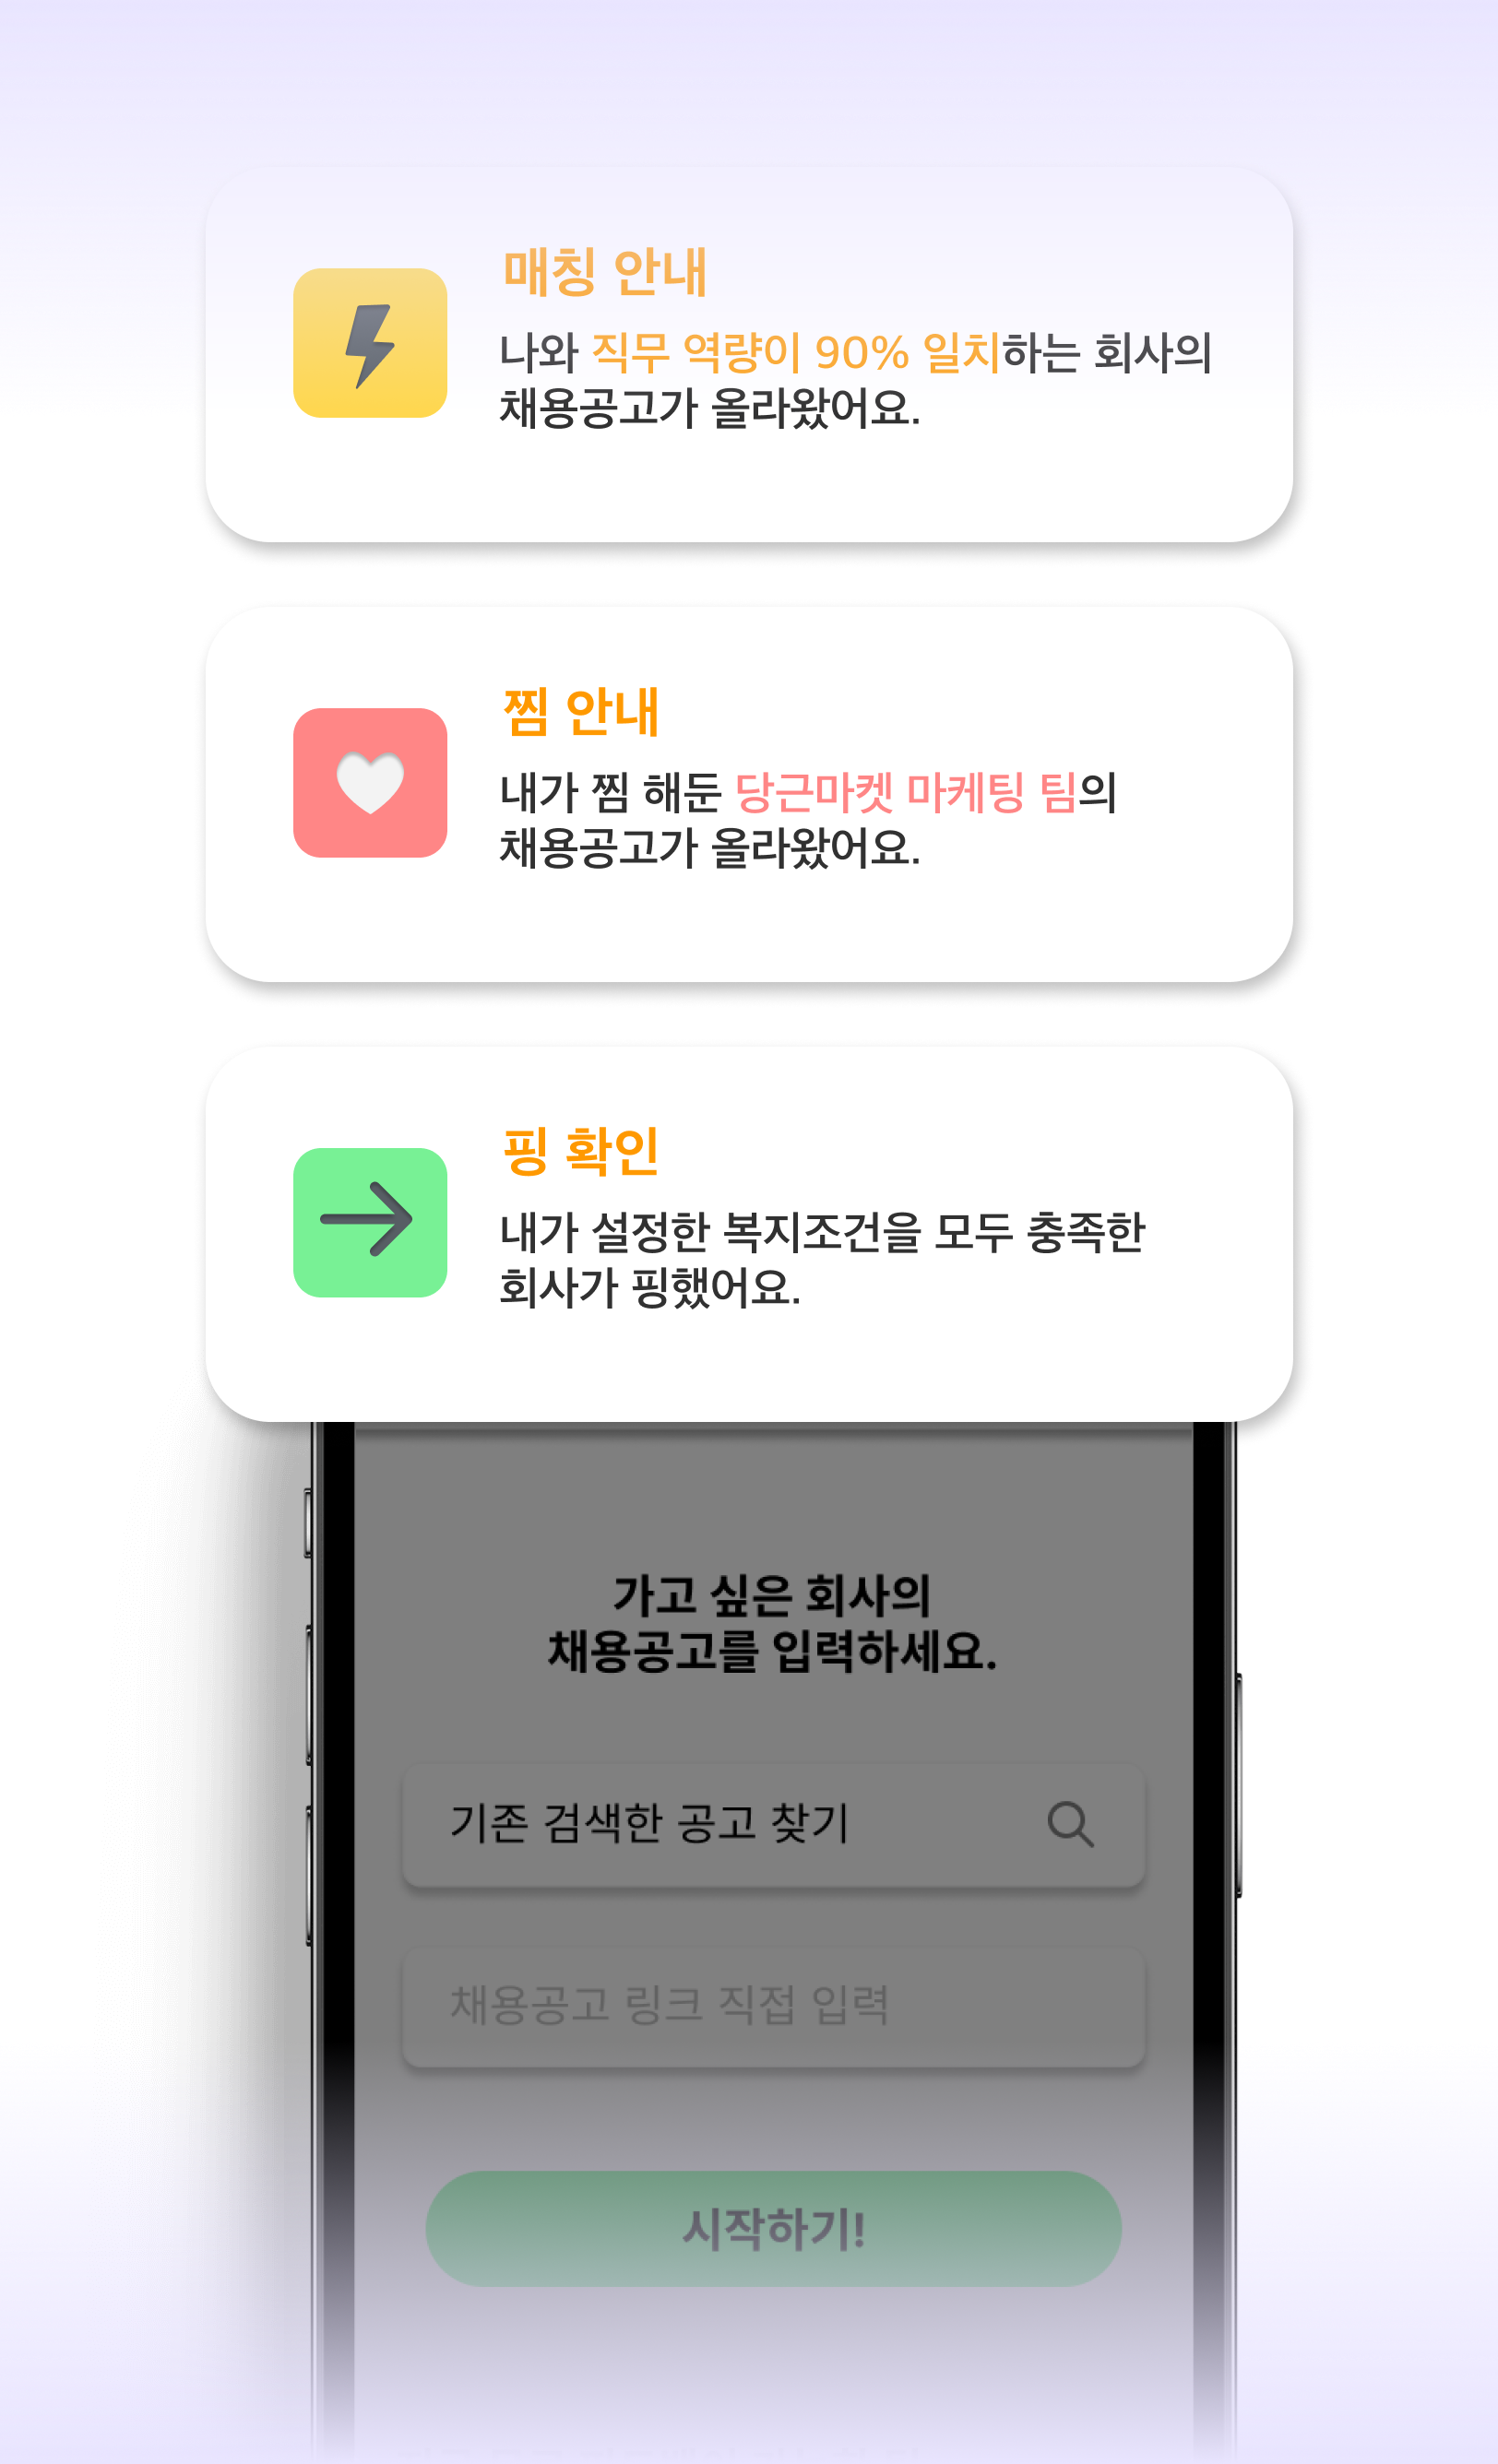 매칭 안내
나와 직무 역량이 90% 일치하는 회사의
채용공고가 올라왔어요.
찜 안내
내가 찜 해둔 당근마켓 마케팅 팀의
채용공고가 올라왔어요.
핑 확인
내가 설정한 복지조건을 모두 충족한
회사가 핑했어요.
가고 싶은 회사의
채용공고를 입력하세요.
기존 검색한 공고 찾기
채용공고 링크 직접 입력
시작하기!